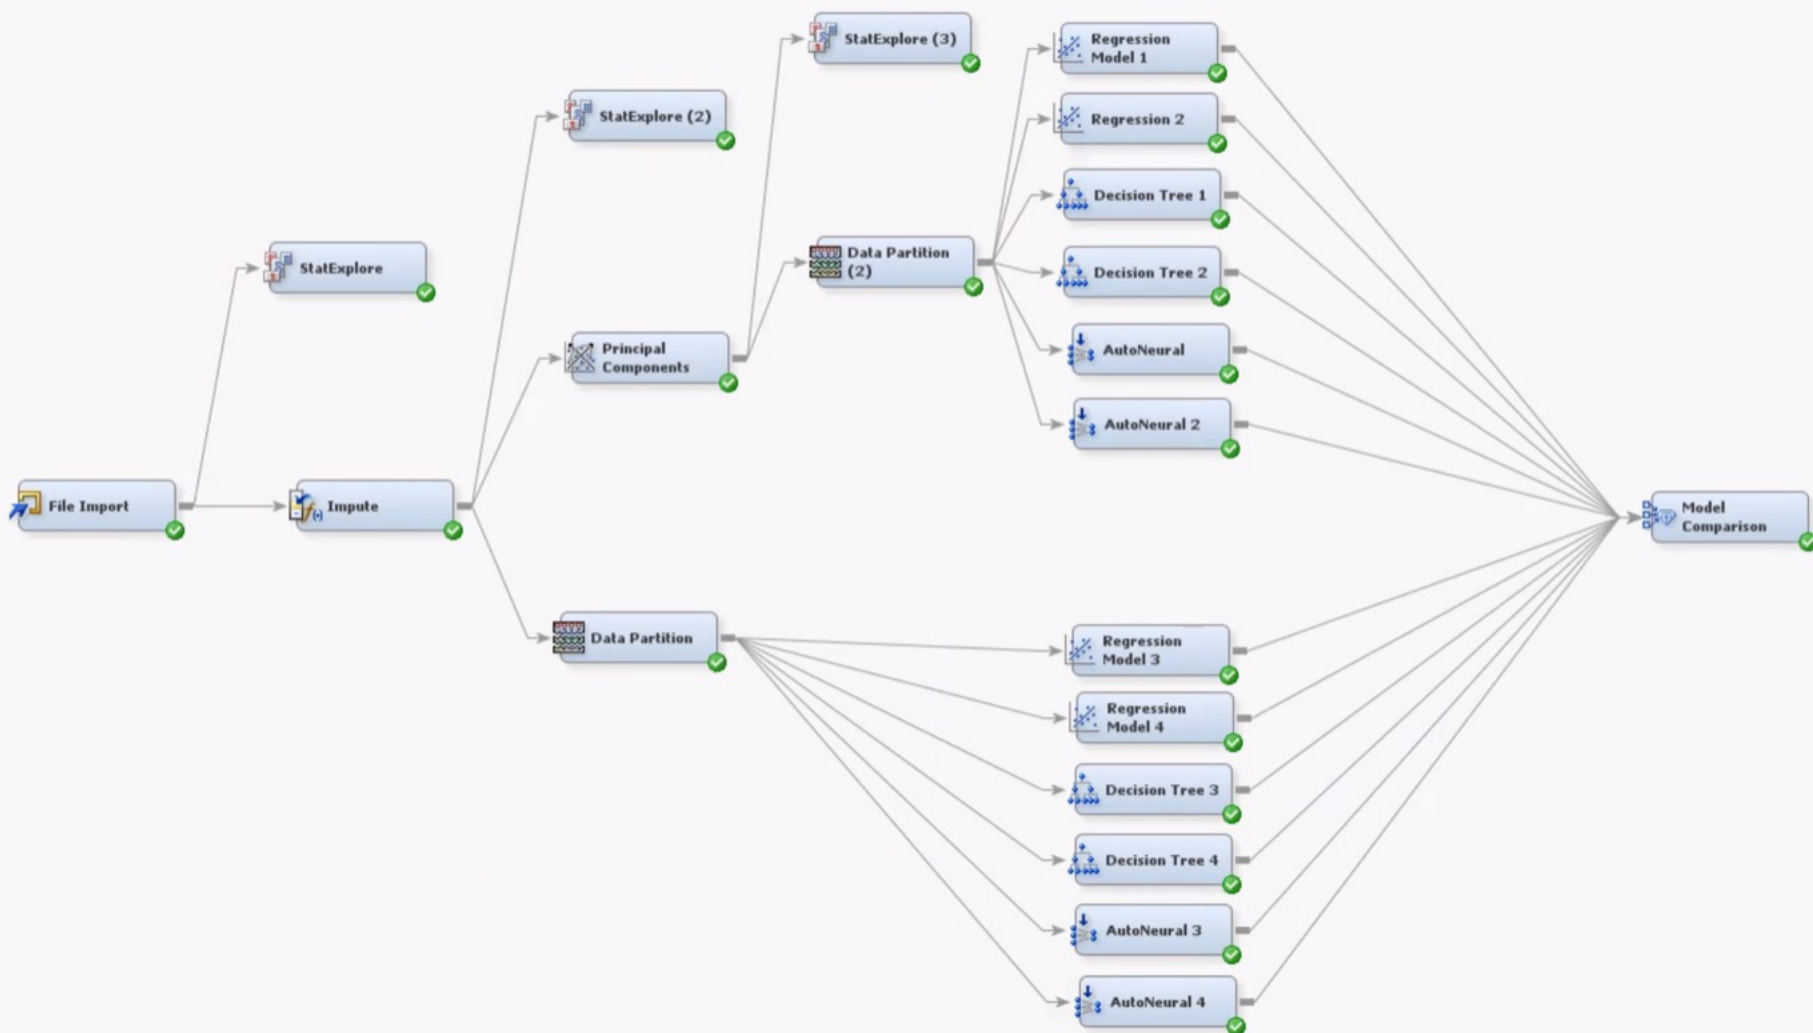 StatExplore (3)
Regression
Model 1
StatExplore (2)
Regression 2
Decision Tree 1
StatExplore
Data Partition
(2)
Decision Tree 2
Principal
Components
AutoNeural
AutoNeural 2
File Import
Impute
Model
Comparison
Data Partition
Regression
Model 3
Regression
Model 4
Decision Tree 3
Decision Tree 4
AutoNeural 3
AutoNeural 4